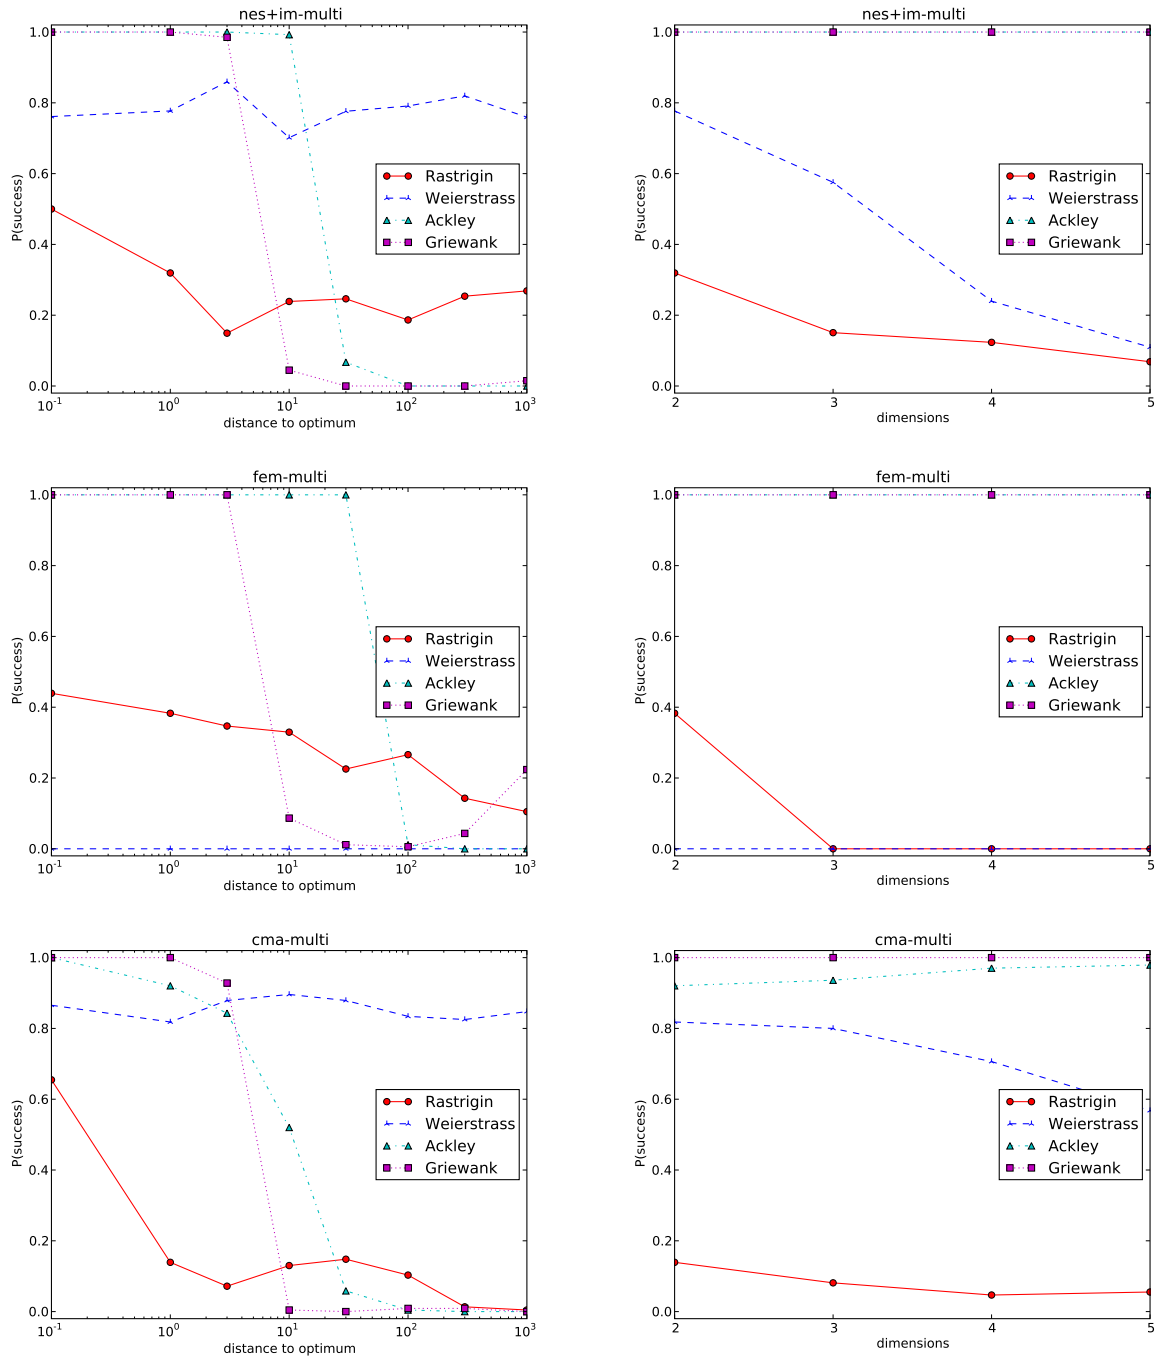 nes+im-multi
1.0
0.8
0.6
0.4
0.2
0.0
P(success)
Rastrigin
Weierstrass
Ackley
Griewank
10^-1
10^0
10^1
10^2
10^3
distance to optimum
nes+im-multi
1.0
0.8
0.6
0.4
0.2
0.0
P(success)
Rastrigin
Weierstrass
Ackley
Griewank
2
3
4
5
dimensions
fem-multi
1.0
0.8
0.6
0.4
0.2
0.0
P(success)
Rastrigin
Weierstrass
Ackley
Griewank
10^-1
10^0
10^1
10^2
10^3
distance to optimum
fem-multi
1.0
0.8
0.6
0.4
0.2
0.0
P(success)
Rastrigin
Weierstrass
Ackley
Griewank
2
3
4
5
dimensions
cma-multi
1.0
0.8
0.6
0.4
0.2
0.0
P(success)
Rastrigin
Weierstrass
Ackley
Griewank
10^-1
10^0
10^1
10^2
10^3
distance to optimum
cma-multi
1.0
0.8
0.6
0.4
0.2
0.0
P(success)
Rastrigin
Weierstrass
Ackley
Griewank
2
3
4
5
dimensions